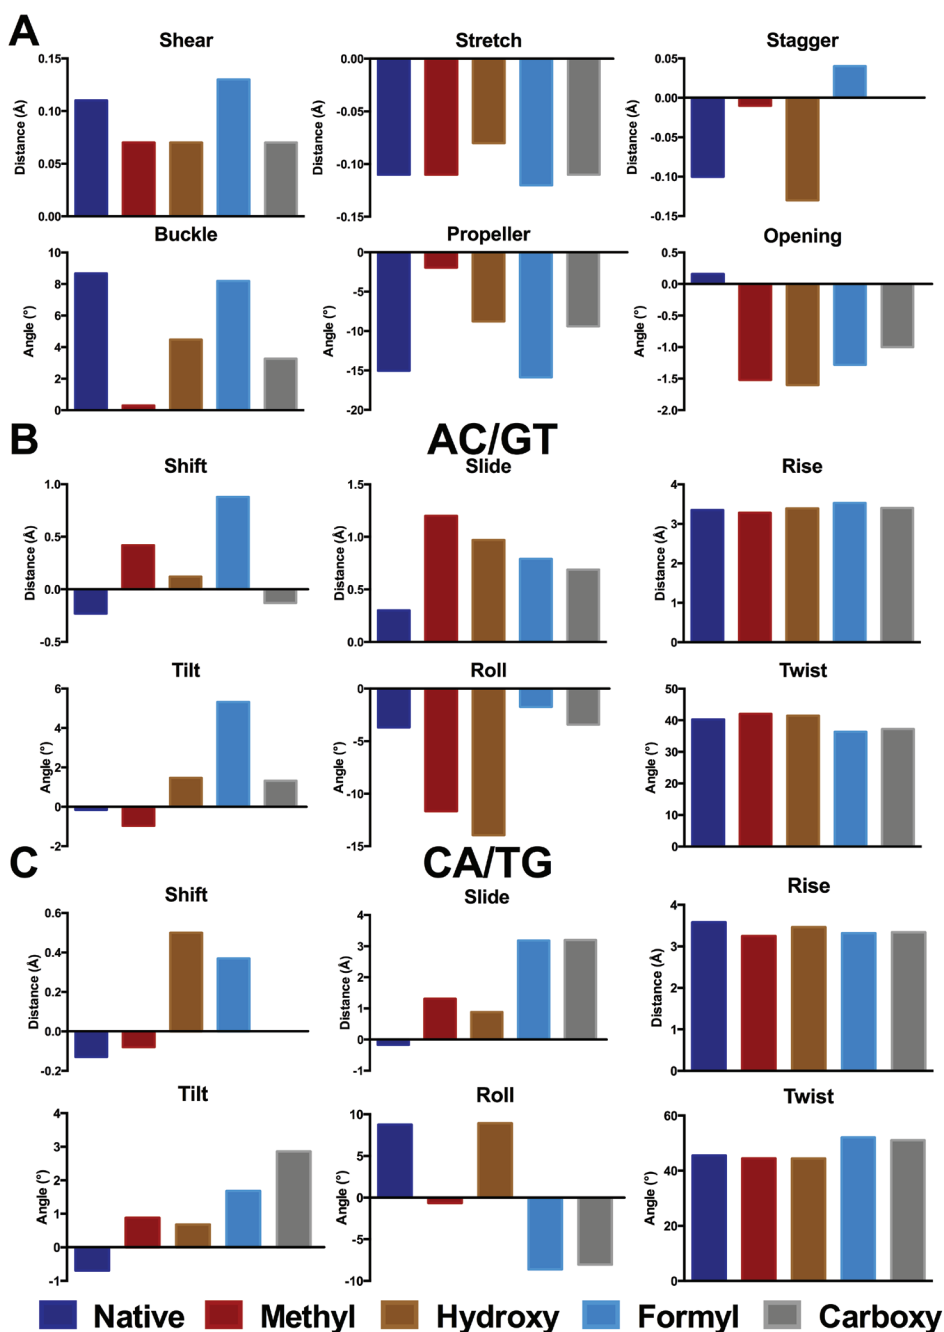 A
Shear
Stretch
Stagger
Distance (Å)
0.15
0.10
0.05
0.00
Distance (Å)
0.00
-0.05
-0.10
-0.15
Distance (Å)
0.05
0.00
-0.05
-0.10
-0.15
Buckle
Propeller
Opening
Angle (°)
10
8
6
4
2
0
Angle (°)
0
-5
-10
-15
-20
Angle (°)
0.5
0.0
-0.5
-1.0
-1.5
-2.0
B
AC/GT
Shift
Slide
Rise
Distance (Å)
1.0
0.5
0.0
-0.5
Distance (Å)
1.5
1.0
0.5
0.0
Distance (Å)
4
3
2
1
0
Tilt
Roll
Twist
Angle (°)
6
4
2
0
-2
Angle (°)
0
-5
-10
-15
Angle (°)
50
40
30
20
10
0
C
CA/TG
Shift
Slide
Rise
Distance (Å)
0.6
0.4
0.2
0.0
-0.2
Distance (Å)
4
3
2
1
0
-1
Distance (Å)
4
3
2
1
0
Tilt
Roll
Twist
Angle (°)
4
3
2
1
0
-1
Angle (°)
10
5
0
-5
-10
Angle (°)
60
40
20
0
Native Methyl Hydroxy Formyl Carboxy